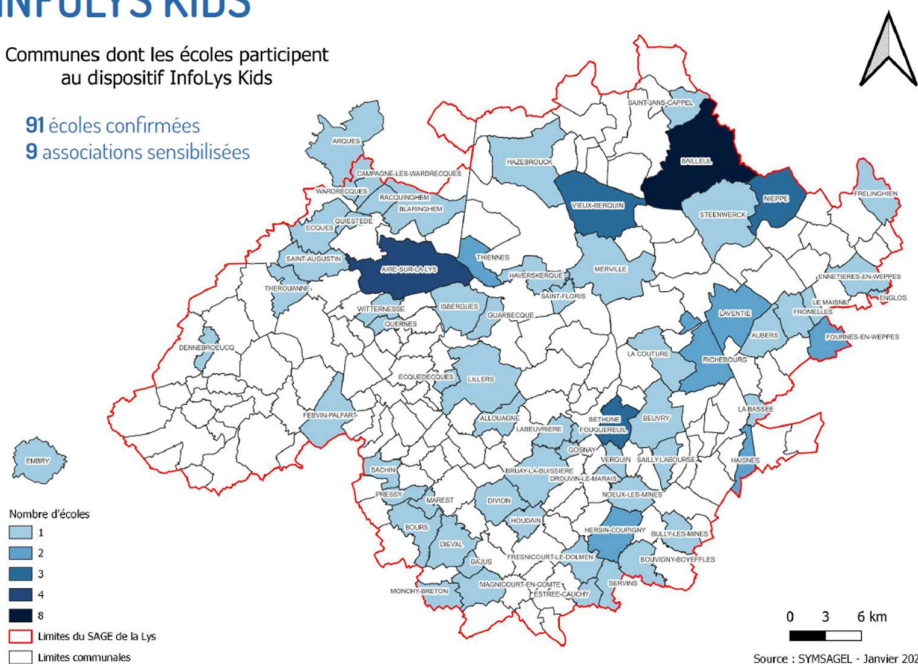 INFOLYS KIDS
Communes dont les écoles participent
au dispositif InfoLys Kids
91 écoles confirmées
9 associations sensibilisées
SAINT-JANS-CAPPEL
ARQUES
HAZEBROUCK
BAILLEUL
CAMPAGNE-LES-WARDRECQUES
WARDRECQUES
RACQUINGHEM
BLARINGHEM
VIEUX-BERQUIN
NIEPPE
FRELINGHIEN
STEENWERCK
QUIESTEDE
ECQUES
SAINT-AUGUSTIN
AIRE-SUR-LA-LYS
THIENNES
HAVERSKERQUE
MERVILLE
ENNETIERES-EN-WEPPES
THEROUANNE
SAINT-FLORIS
LE MAISNIL
ENGLOS
WITTERNESSE
ISBERGUES
GUARBECQUE
LAVENTIE
FROMELLES
QUERNES
AUBERS
FOURNES-EN-WEPPES
DENNEBROEUCQ
LA COUTURE
RICHEBOURG
ECQUEDECQUES
LILLERS
FEBVIN-PALFART
ALLOUAGNE
BETHUNE
BEUVRY
LA BASSEE
LABEUVRIERE
FOUQUEREUIL
GOSNAY
VERQUIN
SAILLY-LABOURSE
HAISNES
EMBRY
SACHIN
BRUAY-LA-BUISSIERE
DROUVIN-LE-MARAIS
PRESSY
MAREST
DIVION
NOEUX-LES-MINES
BOURS
HOUDAIN
HERSIN-COUPIGNY
BULLY-LES-MINES
DIEVAL
BAJUS
FRESNICOURT-LE-DOLMEN
BOUVIGNY-BOYEFFLES
MONCHY-BRETON
MAGNICOURT-EN-COMTE
ESTREE-CAUCHY
SERVINS
Nombre d'écoles
1
2
3
4
8
Limites du SAGE de la Lys
Limites communales
0 3 6 km
Source : SYMSAGEL - Janvier 202